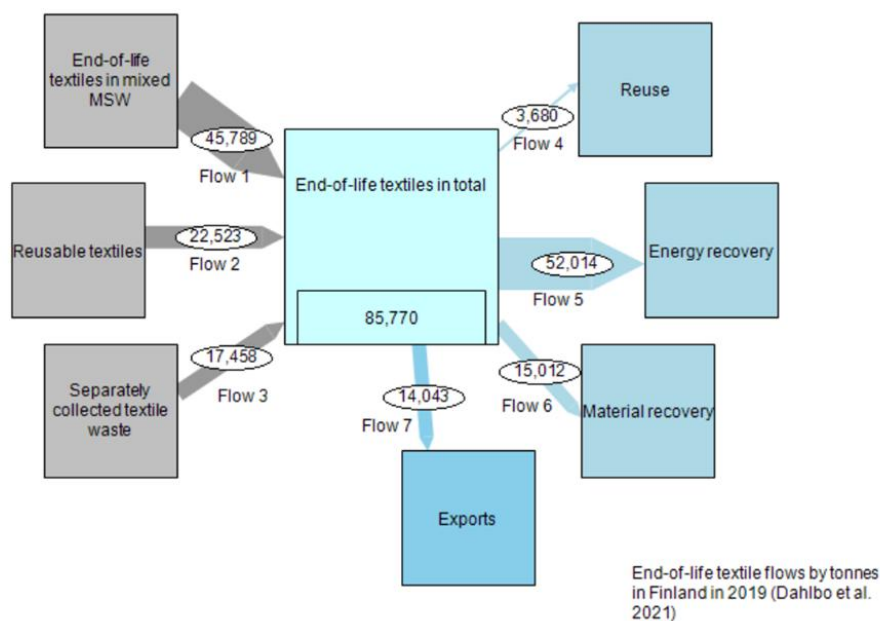 End-of-life
textiles in mixed
MSW
45,789
Flow 1
Reusable textiles
22,523
Flow 2
Separately
collected textile
waste
17,458
Flow 3
End-of-life textiles in total
85,770
3,680
Flow 4
Reuse
52,014
Flow 5
Energy recovery
15,012
Flow 6
Material recovery
14,043
Flow 7
Exports
End-of-life textile flows by tonnes
in Finland in 2019 (Dahlbo et al.
2021)